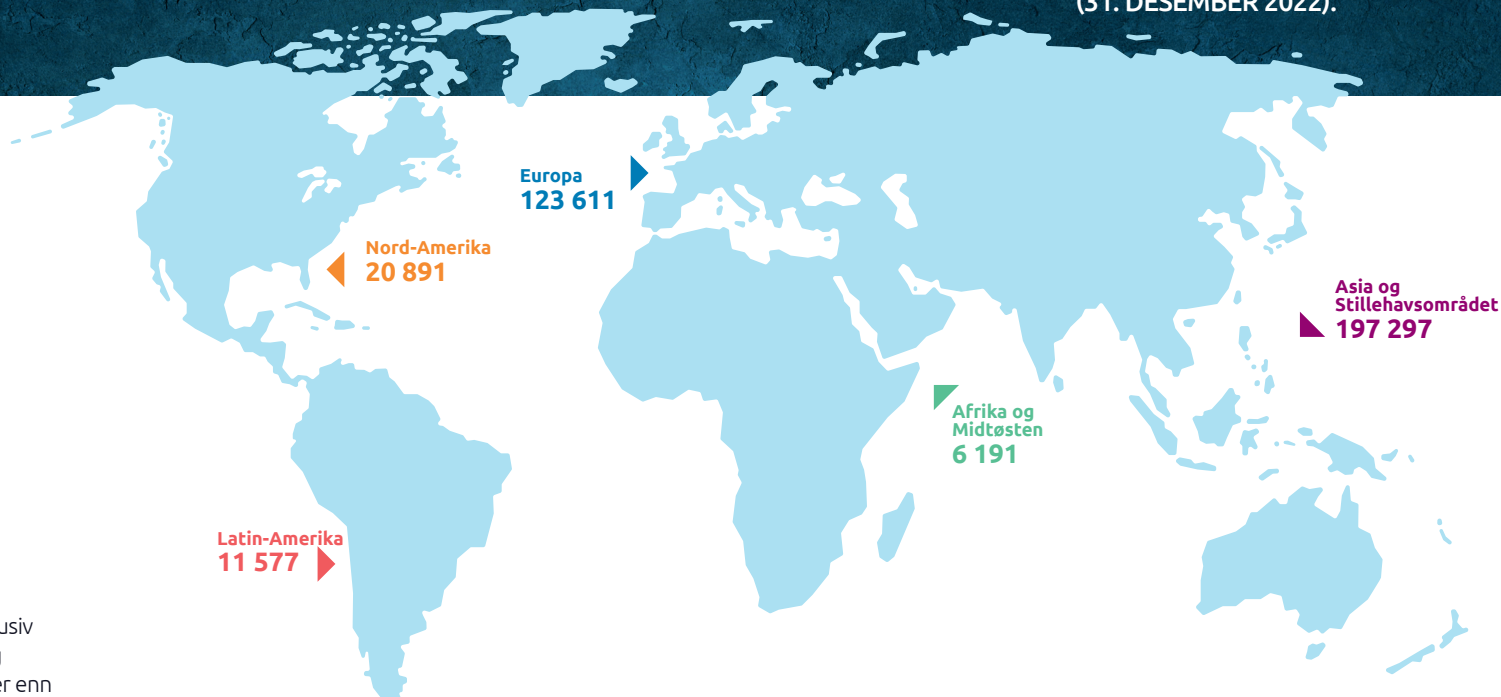 (31. DESEMBER 2022).
Europa
123 611
Nord-Amerika
20 891
Asia og
Stillehavsområdet
197 297
Afrika og
Midtøsten
6 191
Latin-Amerika
11 577
er enn